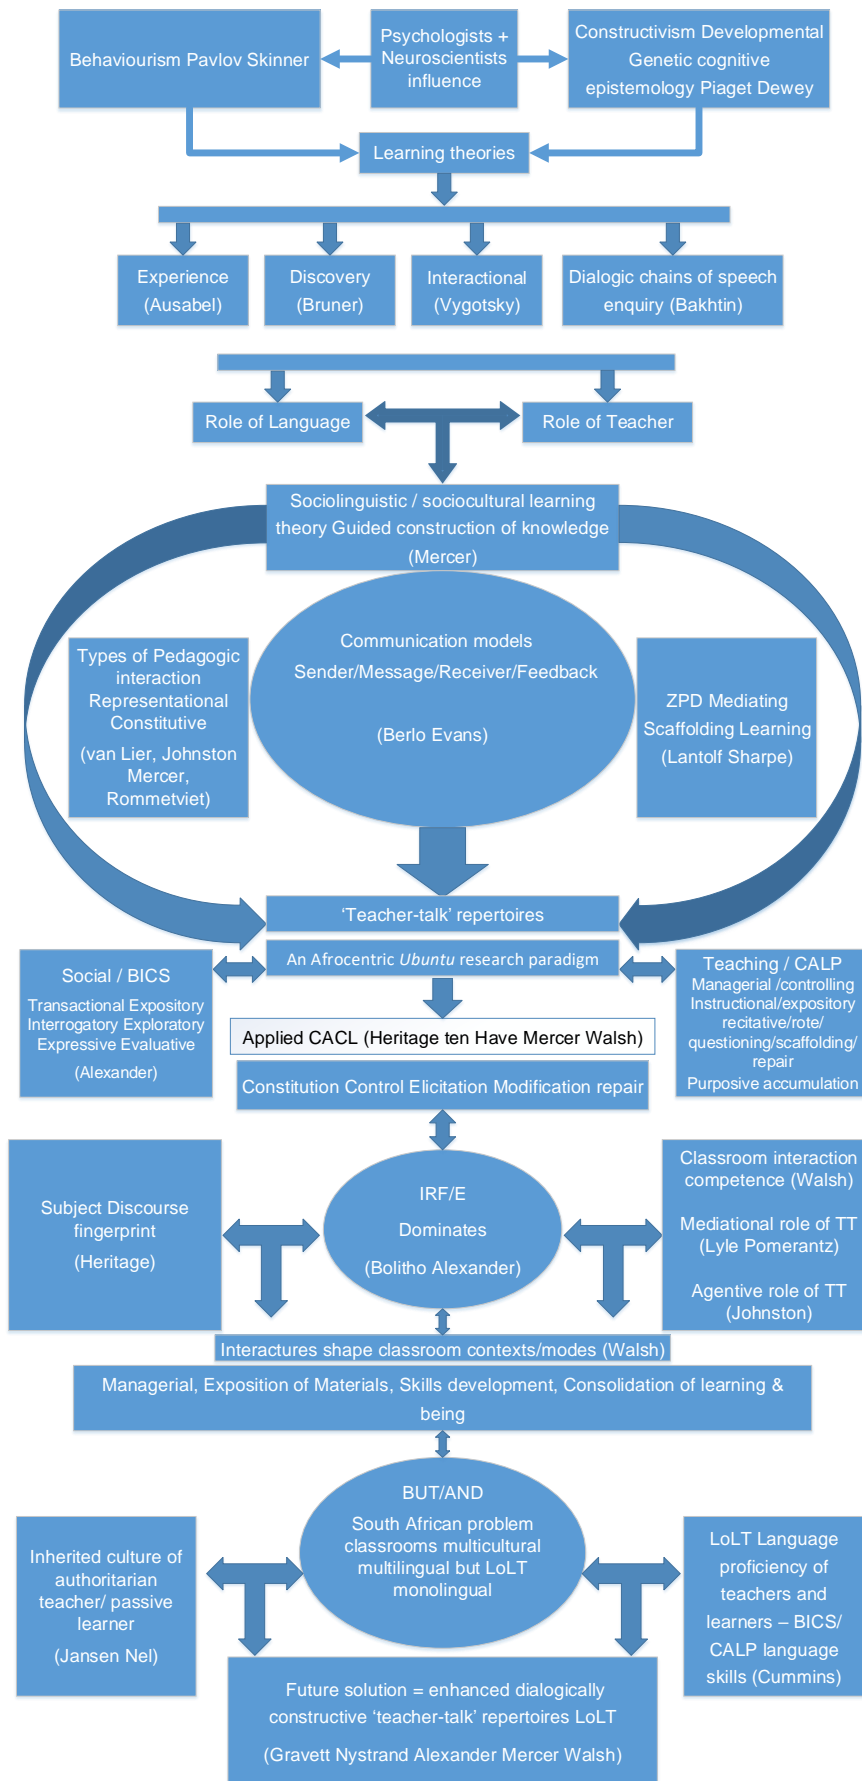 Behaviourism Pavlov Skinner
Psychologists +
Neuroscientists
influence
Constructivism Developmental
Genetic cognitive
epistemology Piaget Dewey
Learning theories
Experience
(Ausabel)
Discovery
(Bruner)
Interactional
(Vygotsky)
Dialogic chains of speech
enquiry (Bakhtin)
Role of Language
Role of Teacher
Sociolinguistic / sociocultural learning
theory Guided construction of knowledge
(Mercer)
Types of Pedagogic
interaction
Representational
Constitutive
(van Lier, Johnston
Mercer,
Rommetviet)
Communication models
Sender/Message/Receiver/Feedback
(Berlo Evans)
ZPD Mediating
Scaffolding Learning
(Lantolf Sharpe)
‘Teacher-talk’ repertoires
An Afrocentric Ubuntu research paradigm
Social / BICS
Transactional Expository
Interrogatory Exploratory
Expressive Evaluative
(Alexander)
Teaching / CALP
Managerial /controlling
Instructional/expository
recitative/rote/
questioning/scaffolding/
repair
Purposive accumulation
Applied CACL (Heritage ten Have Mercer Walsh)
Constitution Control Elicitation Modification repair
Subject Discourse
fingerprint
(Heritage)
IRF/E
Dominates
(Bolitho Alexander)
Classroom interaction
competence (Walsh)
Mediational role of TT
(Lyle Pomerantz)
Agentive role of TT
(Johnston)
Interactures shape classroom contexts/modes (Walsh)
Managerial, Exposition of Materials, Skills development, Consolidation of learning &
being
BUT/AND
South African problem
classrooms multicultural
multilingual but LoLT
monolingual
Inherited culture of
authoritarian
teacher/ passive
learner
(Jansen Nel)
LoLT Language
proficiency of
teachers and
learners – BICS/
CALP language
skills (Cummins)
Future solution = enhanced dialogically
constructive ‘teacher-talk’ repertoires LoLT
(Gravett Nystrand Alexander Mercer Walsh)